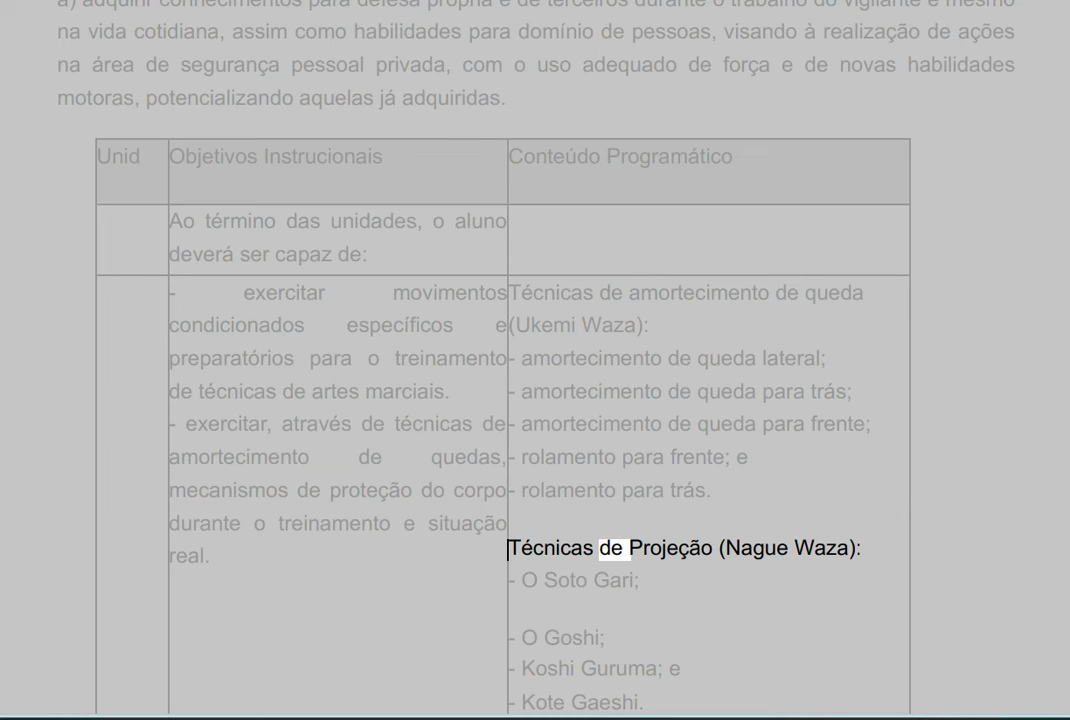 a) adquirir conhecimentos para defesa própria e de terceiros durante o trabalho do vigilante e mesmo
na vida cotidiana, assim como habilidades para domínio de pessoas, visando à realização de ações
na área de segurança pessoal privada, com o uso adequado de força e de novas habilidades
motoras, potencializando aquelas já adquiridas.
Unid Objetivos Instrucionais Conteúdo Programático
Ao término das unidades, o aluno
deverá ser capaz de:
- exercitar movimentos
condicionados específicos e
preparatórios para o treinamento
de técnicas de artes marciais.
- exercitar, através de técnicas de
amortecimento de quedas,
mecanismos de proteção do corpo
durante o treinamento e situação
real.
Técnicas de amortecimento de queda
(Ukemi Waza):
- amortecimento de queda lateral;
- amortecimento de queda para trás;
- amortecimento de queda para frente;
- rolamento para frente; e
- rolamento para trás.
Técnicas de Projeção (Nague Waza):
- O Soto Gari;
- O Goshi;
- Koshi Guruma; e
- Kote Gaeshi.